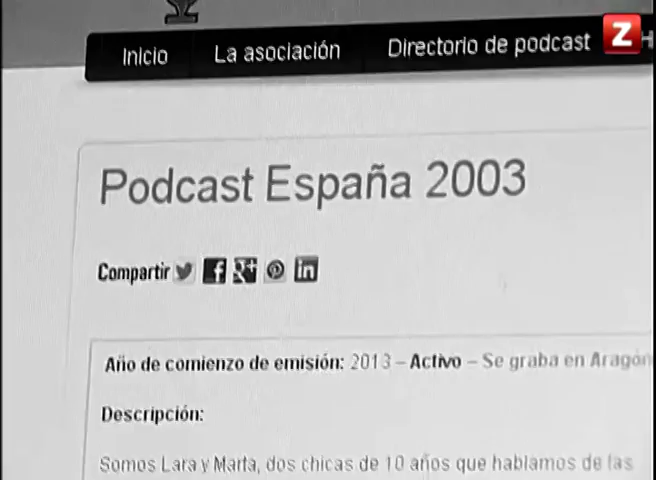 Inicio La asociación Directorio de podcast
Z
Podcast España 2003
Compartir
Año de comienzo de emisión: 2013 – Activo – Se graba en Aragón
Descripción:
Somos Lara y Marta, dos chicas de 10 años que hablamos de las